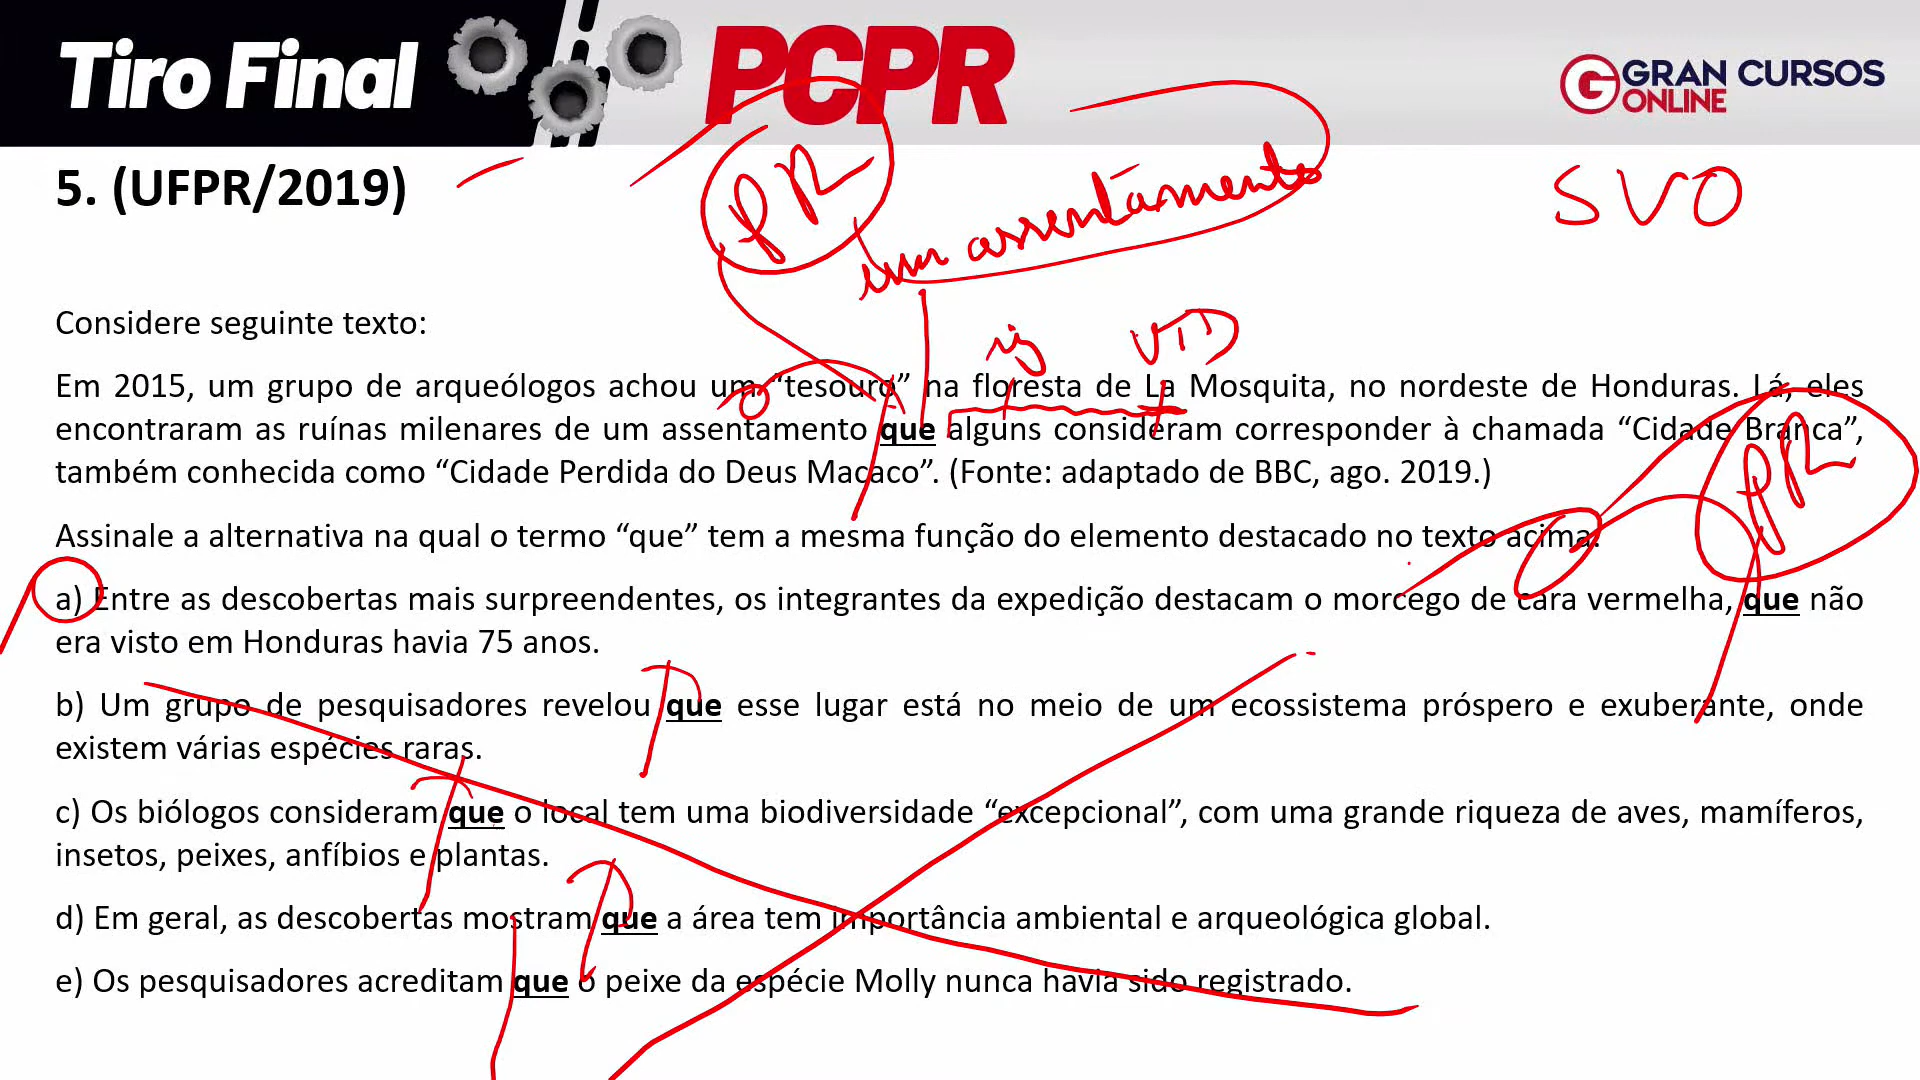 Tiro Final
PCPR
GRAN CURSOS
ONLINE
5. (UFPR/2019)
PR
um assentamento
SVO
Considere seguinte texto:
suj VTD
Em 2015, um grupo de arqueólogos achou um “tesouro” na floresta de La Mosquita, no nordeste de Honduras. Lá, eles
encontraram as ruínas milenares de um assentamento que alguns consideram corresponder à chamada “Cidade Branca”,
também conhecida como “Cidade Perdida do Deus Macaco”. (Fonte: adaptado de BBC, ago. 2019.)
PR
Assinale a alternativa na qual o termo “que” tem a mesma função do elemento destacado no texto acima.
a) Entre as descobertas mais surpreendentes, os integrantes da expedição destacam o morcego de cara vermelha, que não
era visto em Honduras havia 75 anos.
b) Um grupo de pesquisadores revelou que esse lugar está no meio de um ecossistema próspero e exuberante, onde
existem várias espécies raras.
c) Os biólogos consideram que o local tem uma biodiversidade “excepcional”, com uma grande riqueza de aves, mamíferos,
insetos, peixes, anfíbios e plantas.
d) Em geral, as descobertas mostram que a área tem importância ambiental e arqueológica global.
e) Os pesquisadores acreditam que o peixe da espécie Molly nunca havia sido registrado.